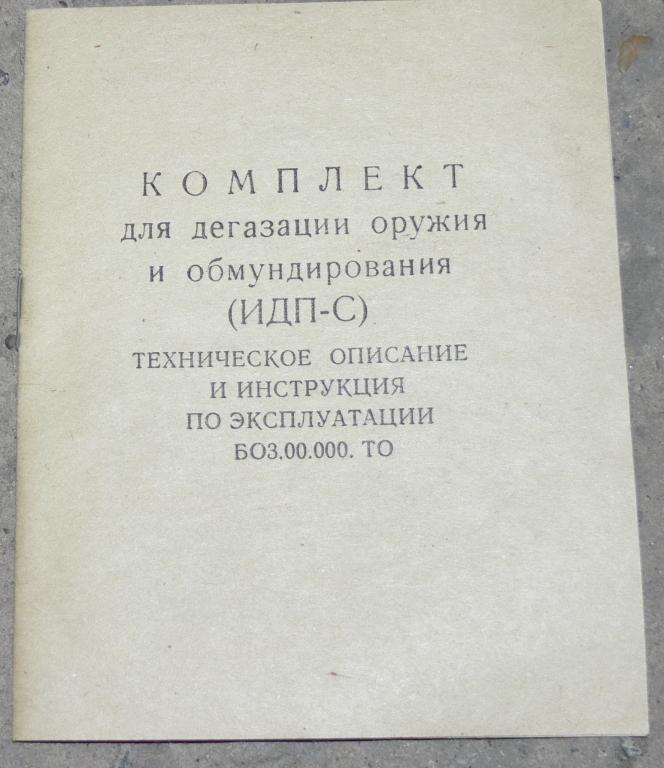 КОМПЛЕКТ
для дегазации оружия
и обмундирования
(ИДП-С)
ТЕХНИЧЕСКОЕ ОПИСАНИЕ
И ИНСТРУКЦИЯ
ПО ЭКСПЛУАТАЦИИ
БО3.00.000. ТО